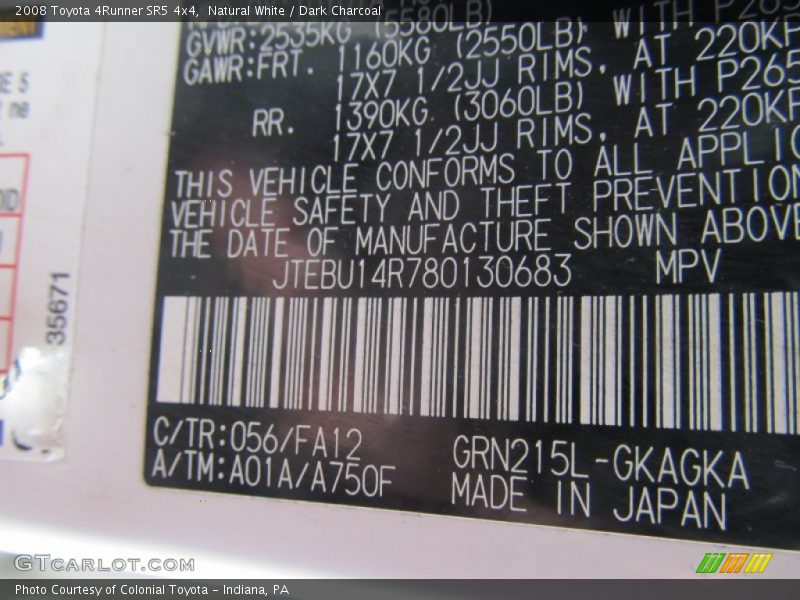 2008 Toyota 4Runner SR5 4x4, Natural White / Dark Charcoal
GVWR:2535KG (5580LB) WITH P265
GAWR:FRT. 1160KG (2550LB) WITH P265
17X7 1/2JJ RIMS, AT 220KP
RR. 1390KG (3060LB) WITH P265
17X7 1/2JJ RIMS, AT 220KP
THIS VEHICLE CONFORMS TO ALL APPLIC
VEHICLE SAFETY AND THEFT PREVENTION
THE DATE OF MANUFACTURE SHOWN ABOVE
JTEBU14R780130683 MPV
35671
C/TR:056/FA12
A/TM:A01A/A750F
GRN215L-GKAGKA
MADE IN JAPAN
GTCARLOT.COM
Photo Courtesy of Colonial Toyota - Indiana, PA